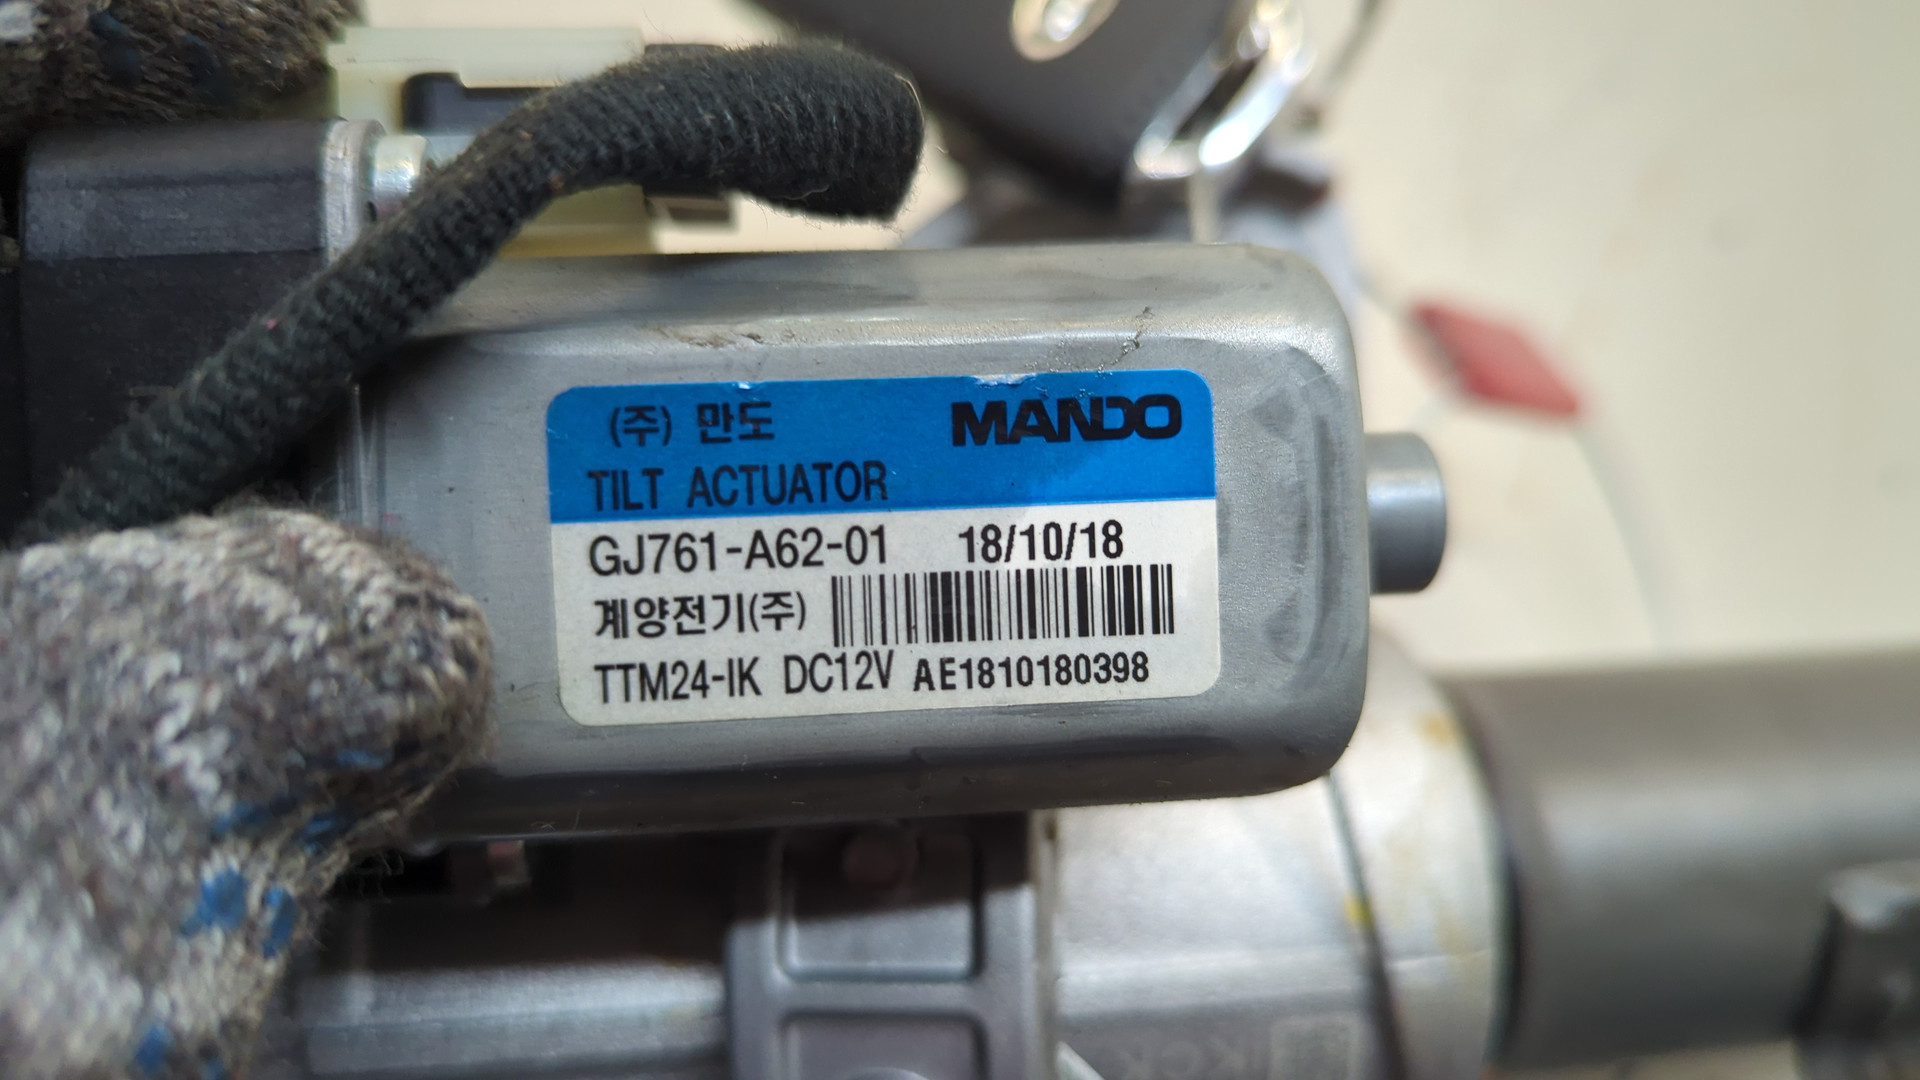 (주) 만도 MANDO
TILT ACTUATOR
GJ761-A62-01 18/10/18
계양전기(주)
TTM24-IK DC12V AE1810180398